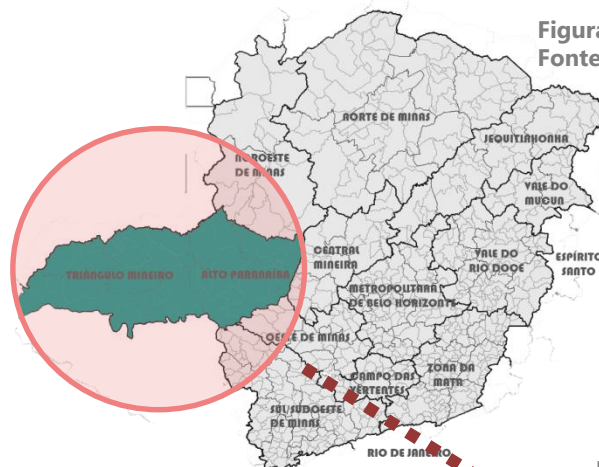 Figura
Fonte
NORTE DE MINAS
JEQUITINHONHA
NOROESTE
DE MINAS
VALE DO
MUCURI
CENTRAL
MINEIRA
VALE DO
RIO DOCE
ESPÍRITO
SANTO
TRIÂNGULO MINEIRO
ALTO PARANAÍBA
METROPOLITANA
DE BELO HORIZONTE
OESTE DE MINAS
CAMPO DAS
VERTENTES
ZONA DA
MATA
SUL/SUDOESTE
DE MINAS
RIO DE JANEIRO